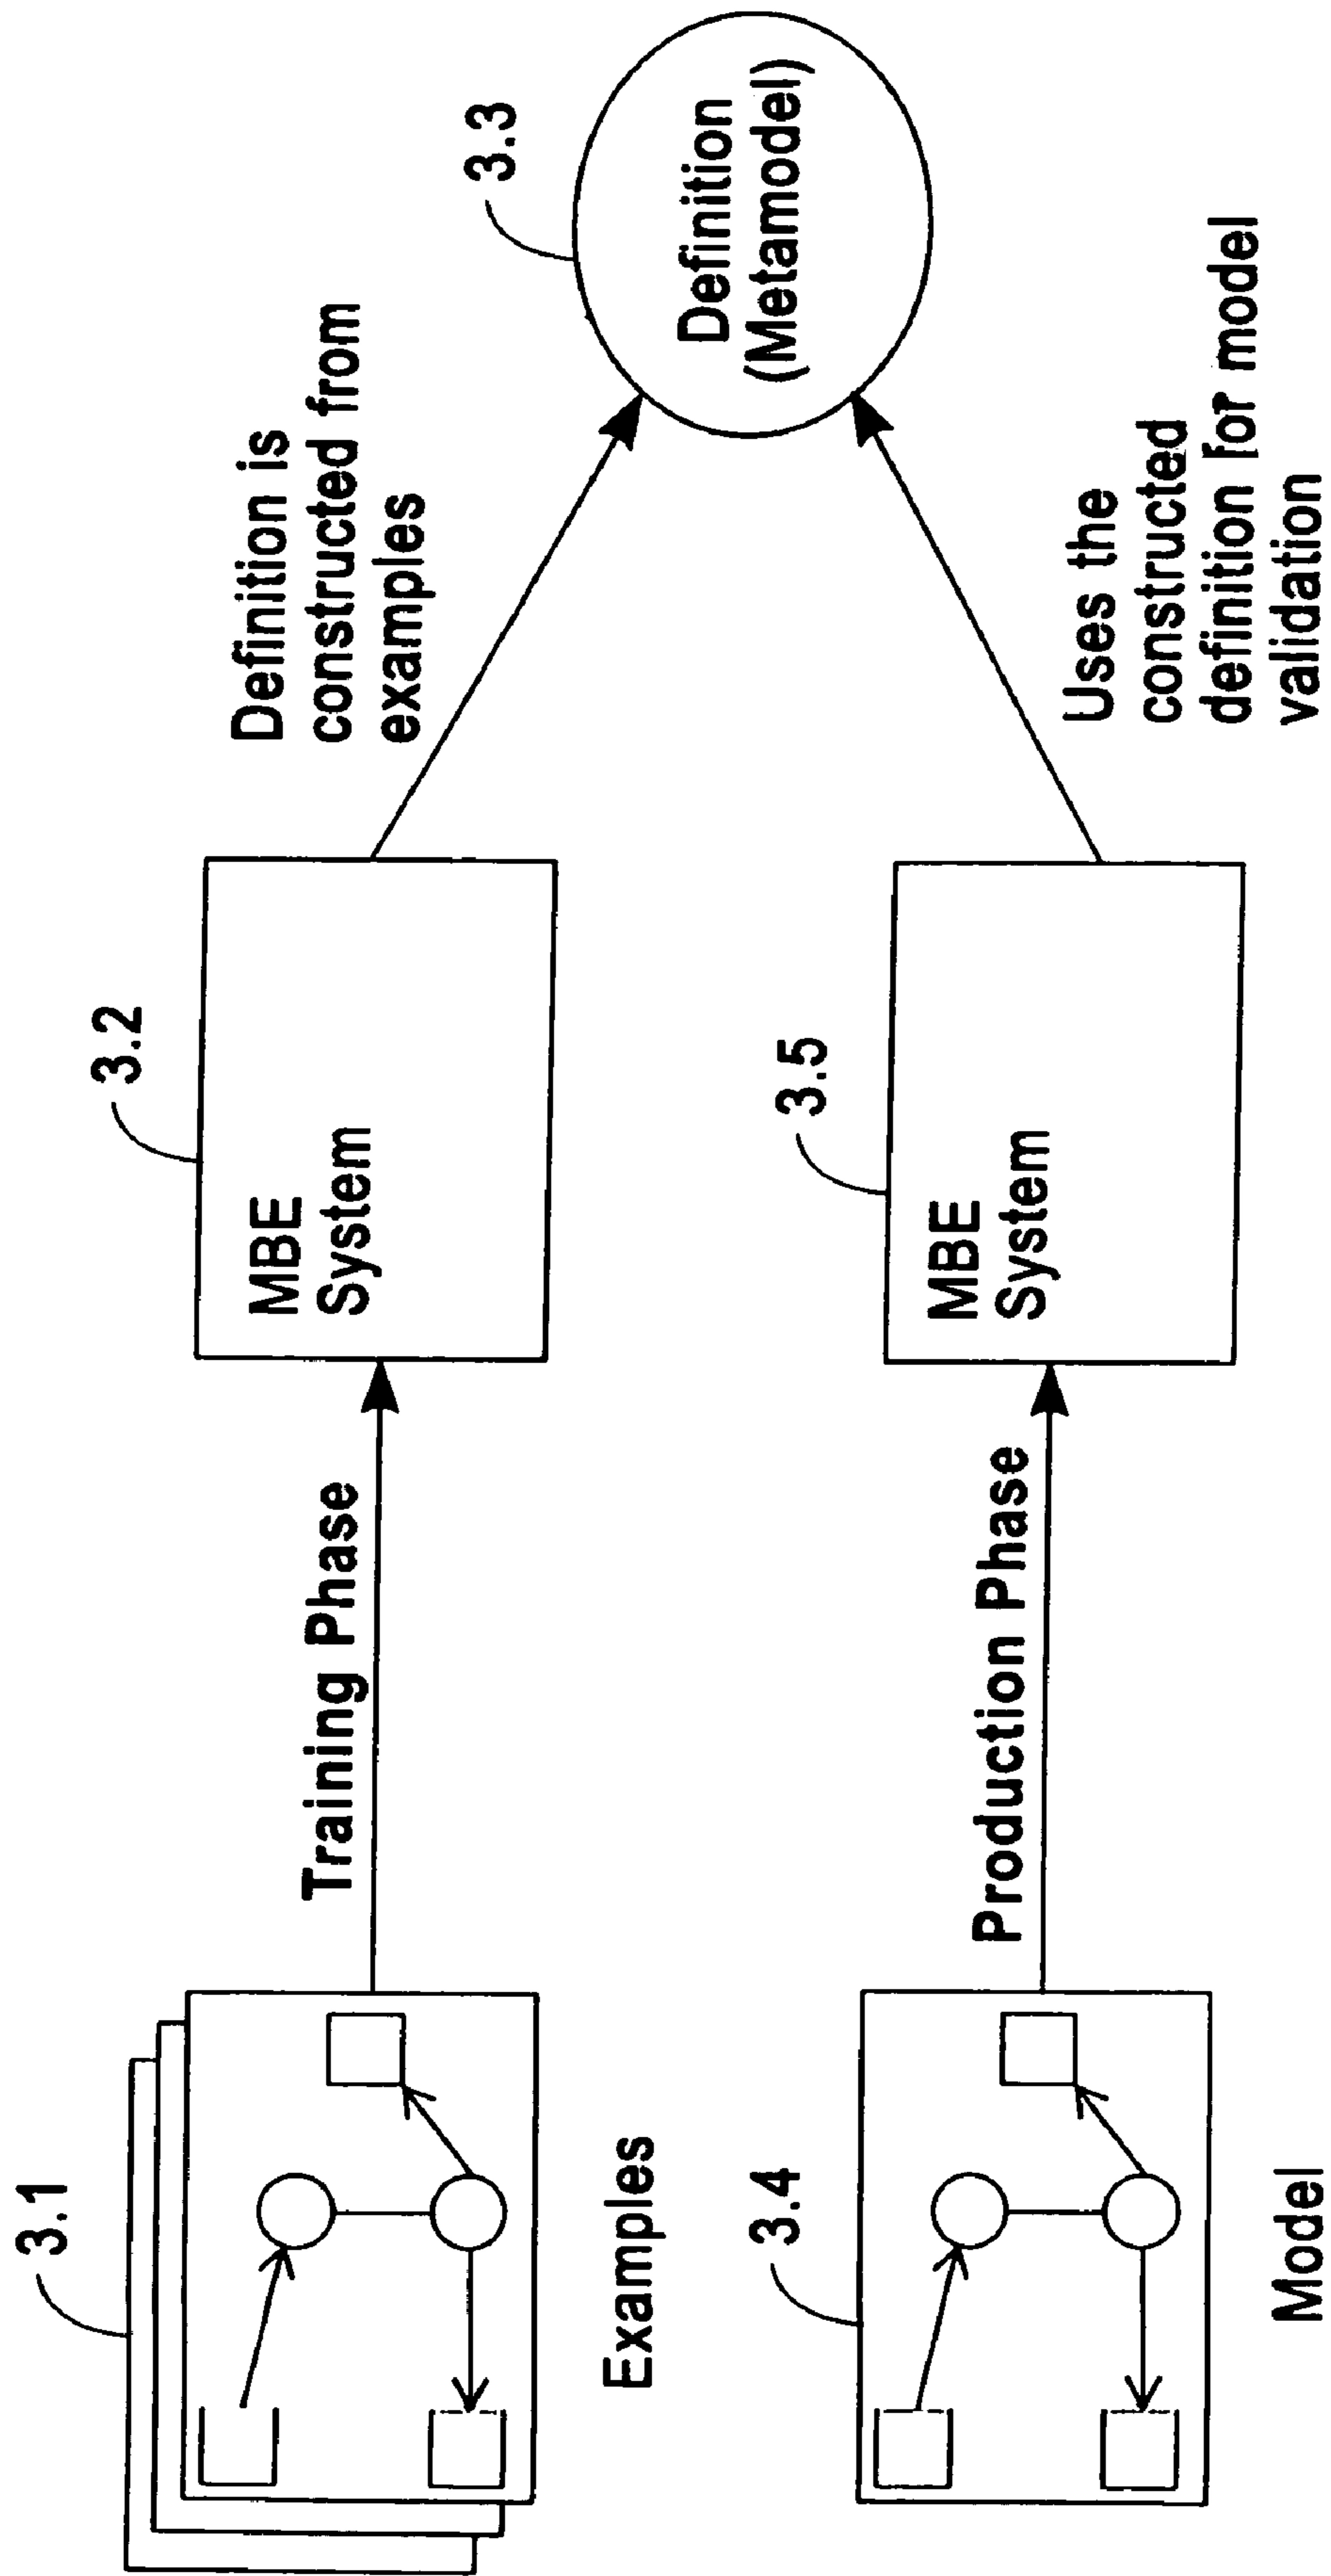 3.1
Examples
Training Phase
3.2
MBE
System
Definition is
constructed from
examples
3.3
Definition
(Metamodel)
3.4
Model
Production Phase
3.5
MBE
System
Uses the
constructed
definition for model
validation